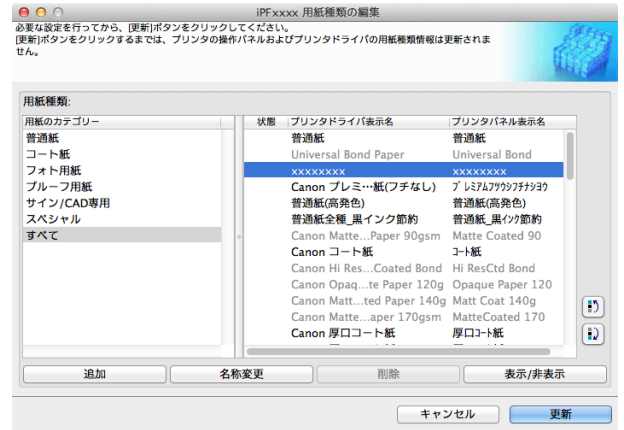 iPFxxxx 用紙種類の編集
必要な設定を行ってから、[更新]ボタンをクリックしてください。
[更新]ボタンをクリックするまでは、プリンタの操作パネルおよびプリンタドライバの用紙種類情報は更新されま
せん。
用紙種類:
用紙のカテゴリー 状態 プリンタドライバ表示名 プリンタパネル表示名
普通紙 普通紙 普通紙
コート紙 Universal Bond Paper Universal Bond
フォト用紙 xxxxxxxx xxxxxxxx
プルーフ用紙 Canon プレミ…紙(フチなし) ﾌﾟﾚﾐｱﾑﾌﾂｳｼﾌﾁﾅｼﾖｳ
サイン/CAD専用 普通紙(高発色) 普通紙(高発色)
スペシャル 普通紙全種_黒インク節約 普通紙_黒ｲﾝｸ節約
すべて Canon Matte...Paper 90gsm Matte Coated 90
Canon コート紙 ｺｰﾄ紙
Canon Hi Res...Coated Bond Hi ResCtd Bond
Canon Opaq...te Paper 120g Opaque Paper 120
Canon Matt...ted Paper 140g Matt Coat 140g
Canon Matte...aper 170gsm MatteCoated 170
Canon 厚口コート紙 厚口ｺｰﾄ紙
追加 名称変更 削除 表示/非表示
キャンセル 更新